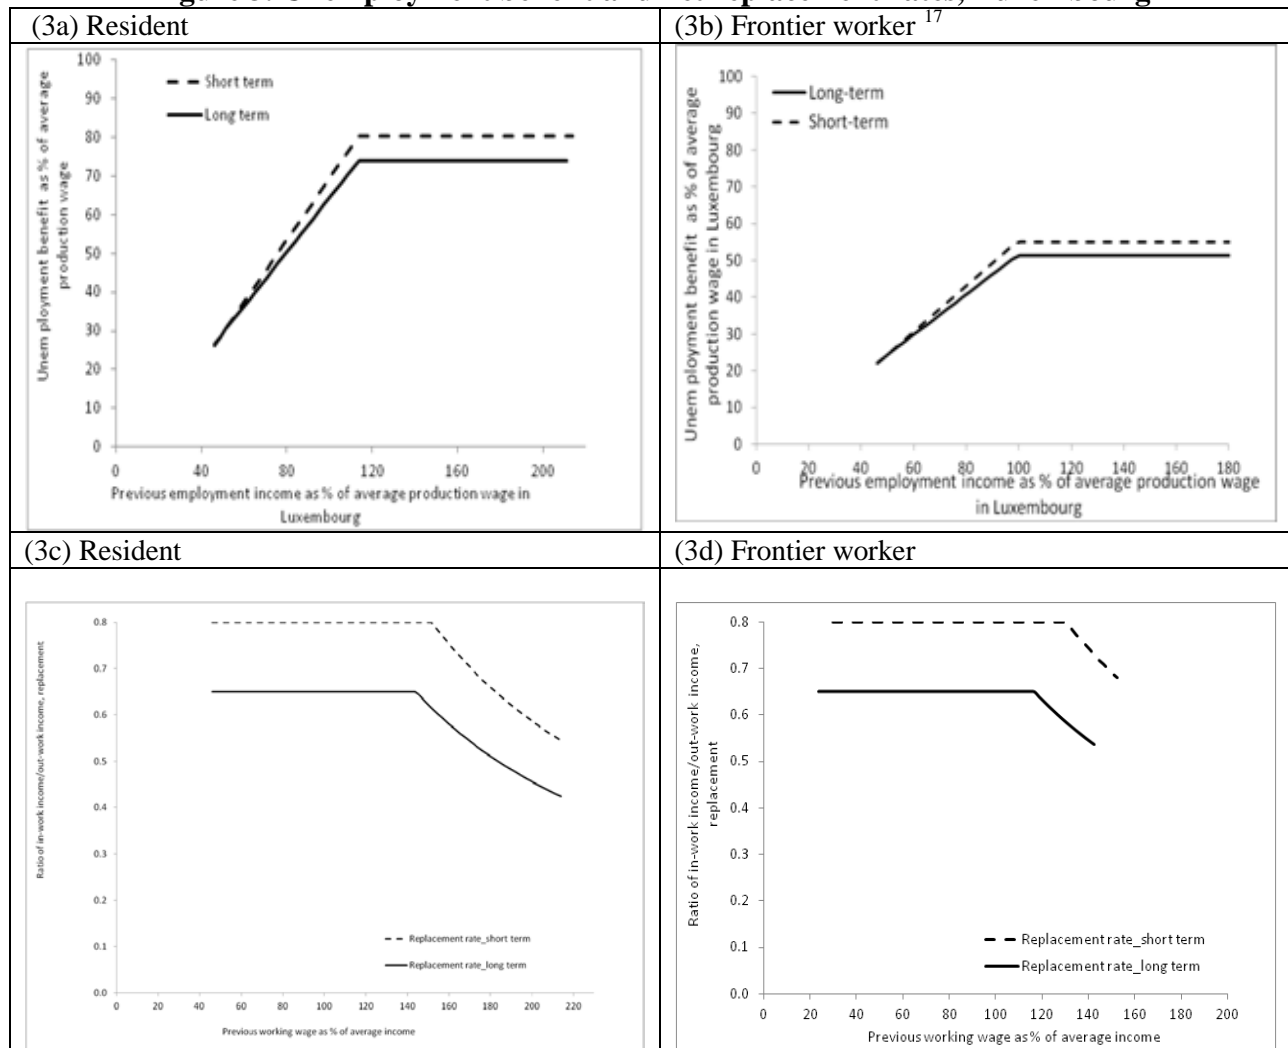 Figure 3. Unemployment benefit and net replacement rates, Luxembourg
(3a) Resident
(3b) Frontier worker 17
100
90
80
70
60
50
40
30
20
10
0
Unem ployment benefit as % of average
production wage
Short term
Long term
0 40 80 120 160 200
Previous employment income as % of average production wage in
Luxembourg
100
90
80
70
60
50
40
30
20
10
0
Unem ployment benefit as % of average
production wage in Luxembourg
Long-term
Short-term
0 20 40 60 80 100 120 140 160 180
Previous employment income as % of average production wage
in Luxembourg
(3c) Resident
(3d) Frontier worker
0.8
0.7
0.6
0.5
0.4
0.3
0.2
0.1
0.0
Ratio of in-work income/out-work income, replacement
Replacement rate_short term
Replacement rate_long term
0 20 40 60 80 100 120 140 160 180 200 220
Previous working wage as % of average income
0.8
0.7
0.6
0.5
0.4
0.3
0.2
0.1
0.0
Ratio of in-work income/out-work income,
replacement
Replacement rate_short term
Replacement rate_long term
0 20 40 60 80 100 120 140 160 180 200
Previous working wage as% of average income